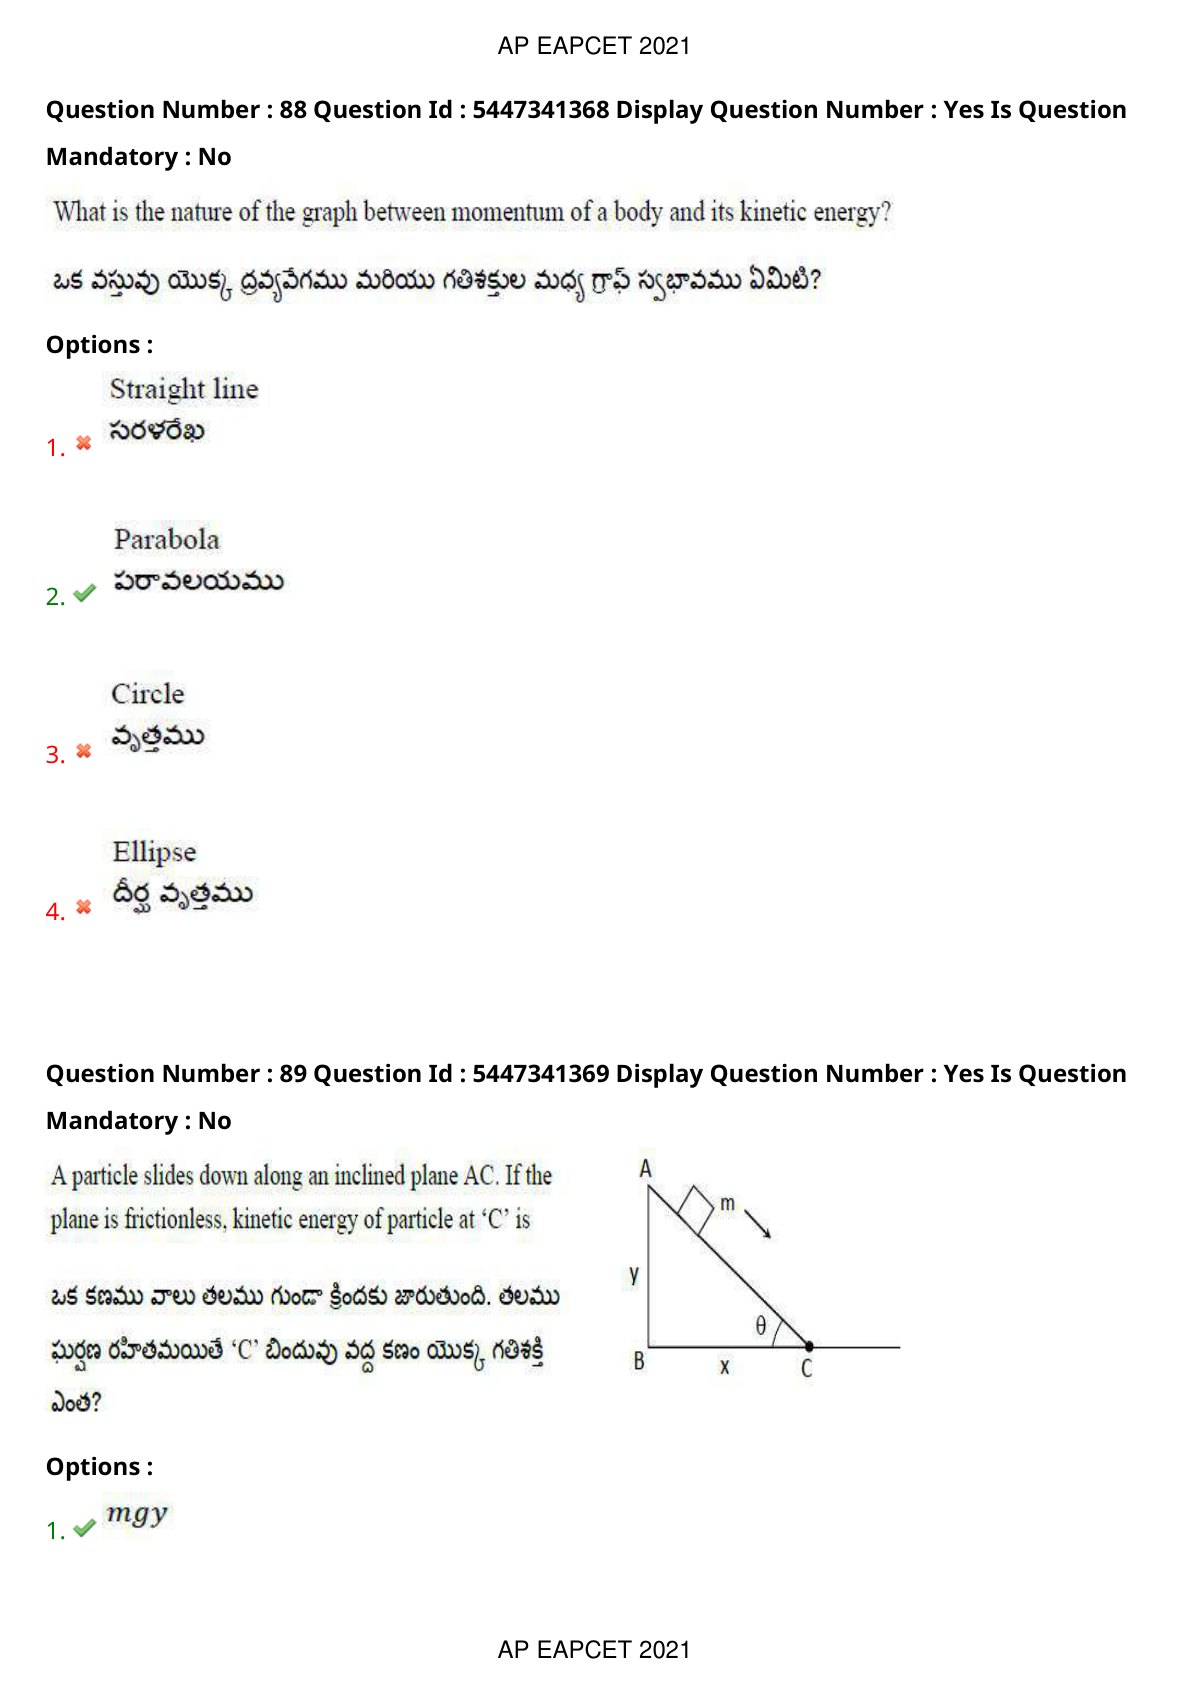 AP EAPCET 2021
Question Number : 88 Question Id : 5447341368 Display Question Number : Yes Is Question
Mandatory : No
What is the nature of the graph between momentum of a body and its kinetic energy?
ఒక వస్తువు యొక్క ద్రవ్యవేగము మరియు గతిశక్తుల మధ్య గ్రాఫ్ స్వభావము ఏమిటి?
Options :
Straight line
సరళరేఖ
1.
Parabola
పరావలయము
2.
Circle
వృత్తము
3.
Ellipse
దీర్ఘ వృత్తము
4.
Question Number : 89 Question Id : 5447341369 Display Question Number : Yes Is Question
Mandatory : No
A particle slides down along an inclined plane AC. If the
plane is frictionless, kinetic energy of particle at ‘C’ is
ఒక కణము వాలు తలము గుండా క్రిందకు జారుతుంది. తలము
ఘర్షణ రహితమయితే ‘C’ బిందువు వద్ద కణం యొక్క గతిశక్తి
ఎంత?
A
m
y
θ
B
x
C
Options :
1. mgy
AP EAPCET 2021